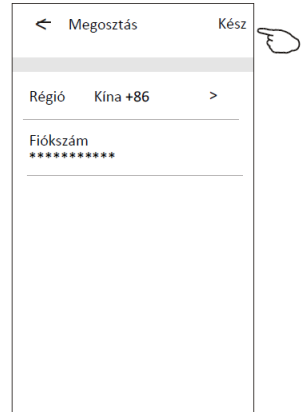 ← Megosztás Kész
Régió Kína +86 >
Fiókszám
***********